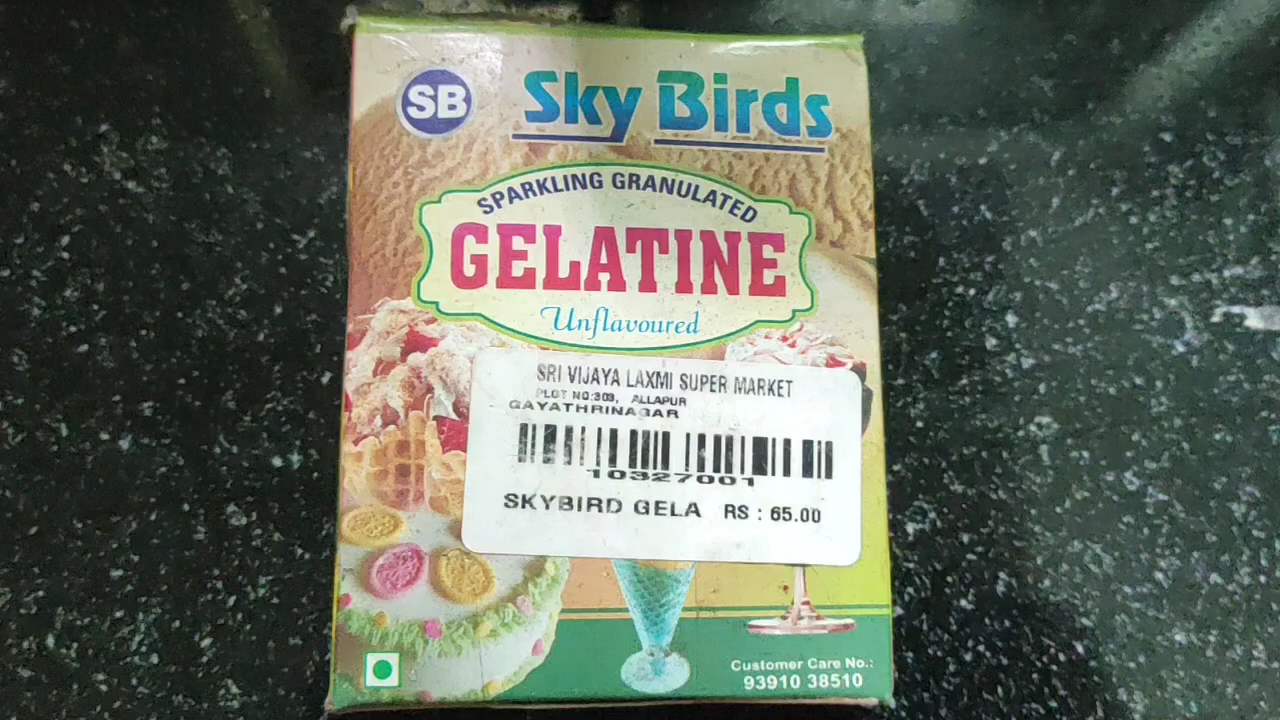 SB
Sky Birds
SPARKLING GRANULATED
GELATINE
Unflavoured
SRI VIJAYA LAXMI SUPER MARKET
PLOT NO:303, ALLAPUR
GAYATHRINAGAR
10327001
SKYBIRD GELA RS : 65.00
Customer Care No.:
93910 38510